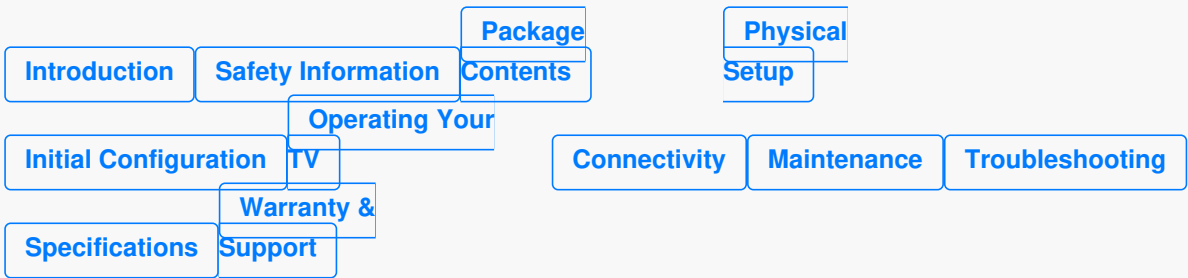 Introduction
Safety Information
Package
Contents
Physical
Setup
Initial Configuration
Operating Your
TV
Connectivity
Maintenance
Troubleshooting
Specifications
Warranty &
Support